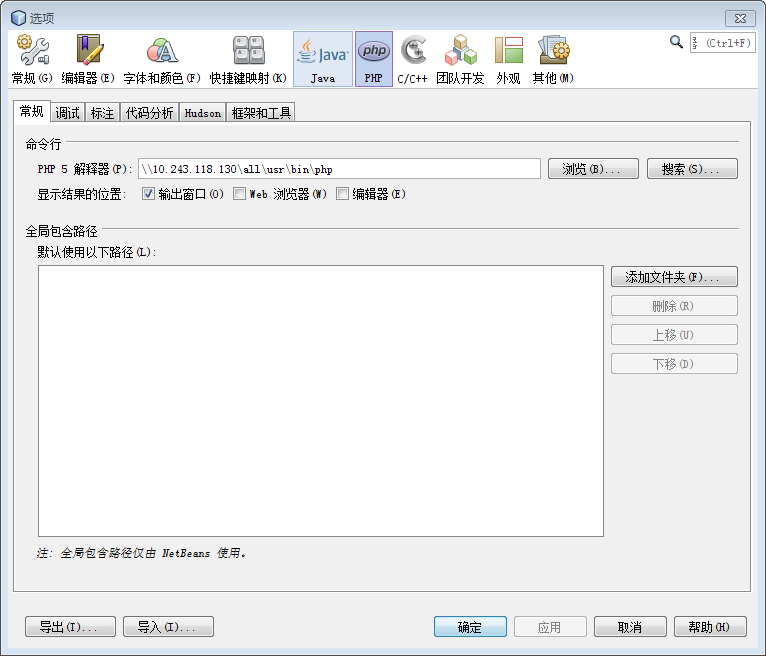 选项
常规(G) 编辑器(E) 字体和颜色(F) 快捷键映射(K) Java PHP C/C++ 团队开发 外观 其他(M) (Ctrl+F)
常规 调试 标注 代码分析 Hudson 框架和工具
命令行
PHP 5 解释器(P): \\10.243.118.130\all\usr\bin\php 浏览(B)... 搜索(S)...
显示结果的位置: 输出窗口(O) Web 浏览器(W) 编辑器(E)
全局包含路径
默认使用以下路径(L):
添加文件夹(F)...
删除(R)
上移(U)
下移(D)
注: 全局包含路径仅由 NetBeans 使用。
导出(T)... 导入(I)... 确定 应用 取消 帮助(H)